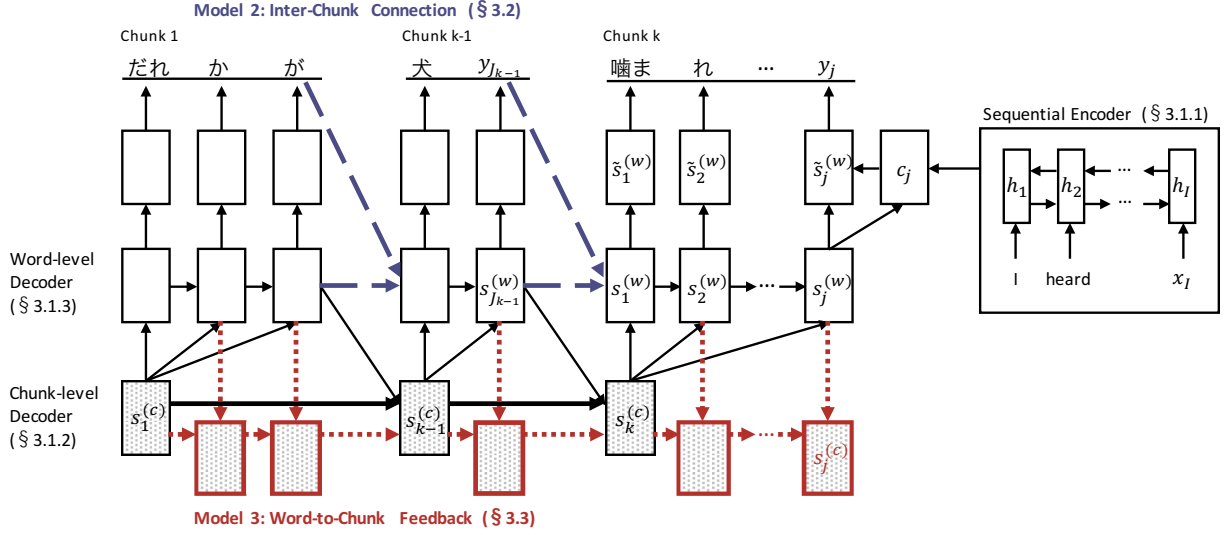 Model 2: Inter-Chunk Connection (§3.2)
Chunk 1
Chunk k-1
Chunk k
だれ か が
犬 $y_{J_{k-1}}$
噛ま れ … $y_j$
Sequential Encoder (§3.1.1)
$\tilde{s}_1^{(w)}$ $\tilde{s}_2^{(w)}$ $\tilde{s}_j^{(w)}$ $c_j$
$h_1$ $h_2$ … $h_I$
…
I heard $x_I$
Word-level
Decoder
(§3.1.3)
$s_{J_{k-1}}^{(w)}$ $s_1^{(w)}$ $s_2^{(w)}$ … $s_j^{(w)}$
Chunk-level
Decoder
(§3.1.2)
$s_1^{(c)}$ $s_{k-1}^{(c)}$ $s_k^{(c)}$
… $s_j^{(c)}$
Model 3: Word-to-Chunk Feedback (§3.3)